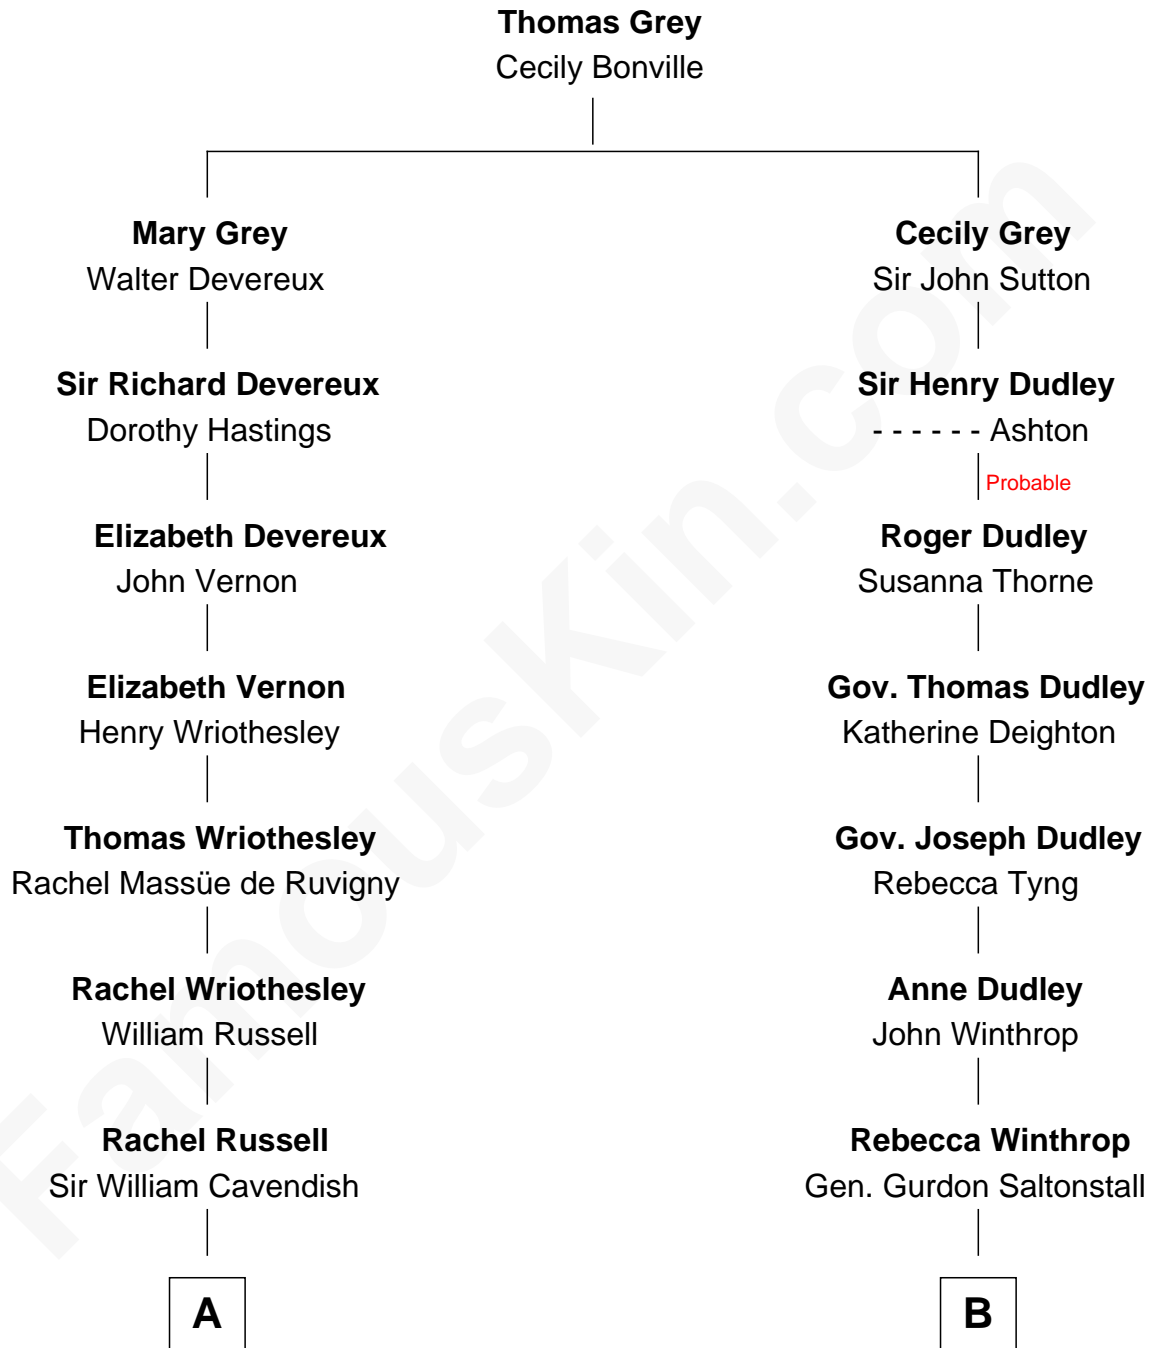 Thomas Grey
Cecily Bonville
Mary Grey
Walter Devereux
Cecily Grey
Sir John Sutton
Sir Richard Devereux
Dorothy Hastings
Sir Henry Dudley
- - - - - - Ashton
Probable
Elizabeth Devereux
John Vernon
Roger Dudley
Susanna Thorne
Elizabeth Vernon
Henry Wriothesley
Gov. Thomas Dudley
Katherine Deighton
Thomas Wriothesley
Rachel Massüe de Ruvigny
Gov. Joseph Dudley
Rebecca Tyng
Rachel Wriothesley
William Russell
Anne Dudley
John Winthrop
Rachel Russell
Sir William Cavendish
Rebecca Winthrop
Gen. Gurdon Saltonstall
A
B
FamousKin.com